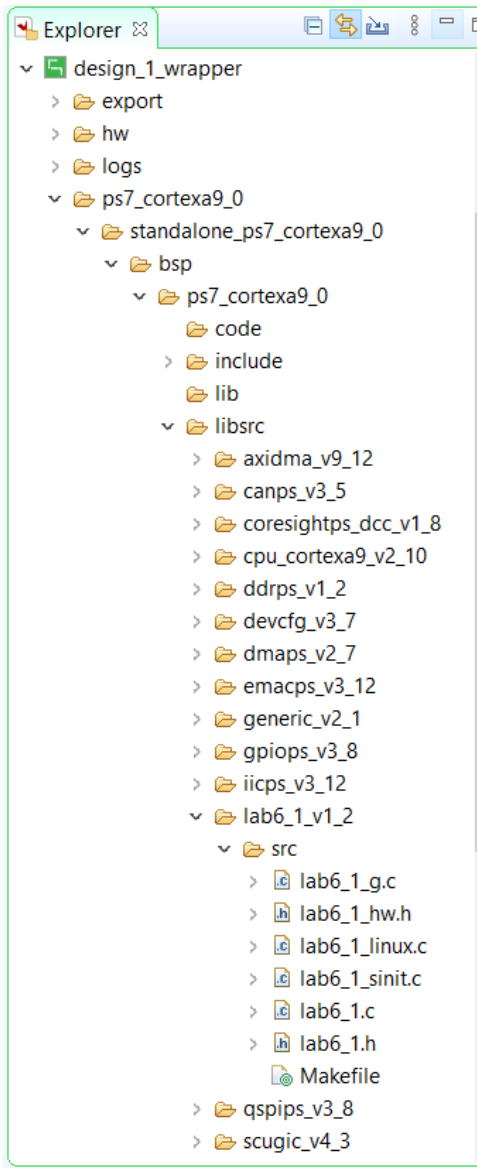 Explorer
design_1_wrapper
export
hw
logs
ps7_cortexa9_0
standalone_ps7_cortexa9_0
bsp
ps7_cortexa9_0
code
include
lib
libsrc
axidma_v9_12
canps_v3_5
coresightps_dcc_v1_8
cpu_cortexa9_v2_10
ddrps_v1_2
devcfg_v3_7
dmaps_v2_7
emacps_v3_12
generic_v2_1
gpiops_v3_8
iicps_v3_12
lab6_1_v1_2
src
.c lab6_1_g.c
.h lab6_1_hw.h
.c lab6_1_linux.c
.c lab6_1_sinit.c
.c lab6_1.c
.h lab6_1.h
Makefile
qspips_v3_8
scugic_v4_3